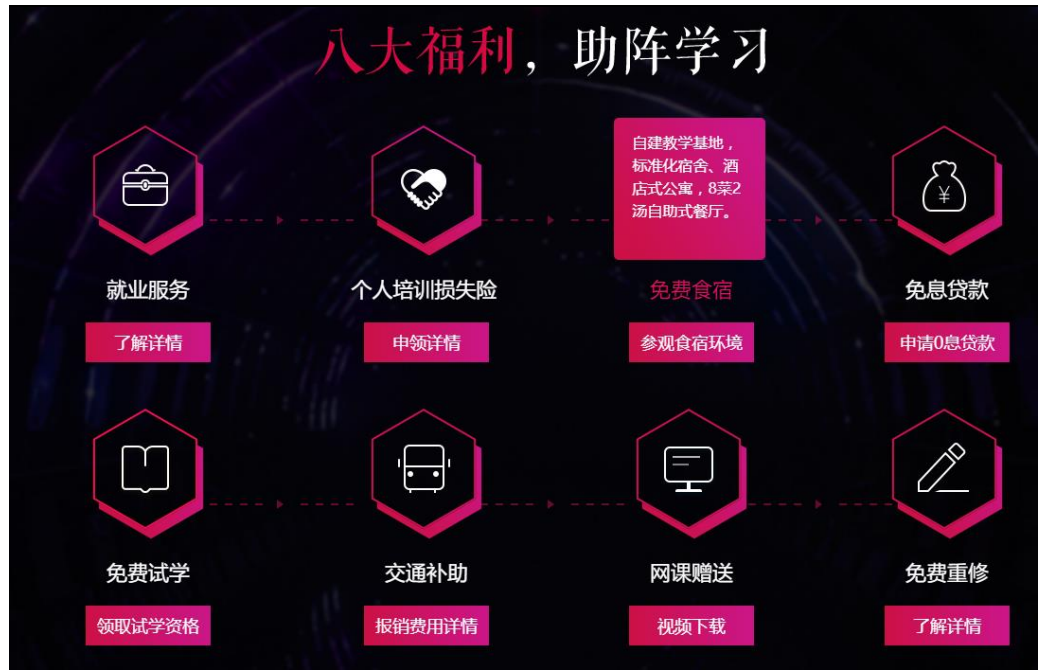 八大福利，助阵学习
自建教学基地，
标准化宿舍、酒
店式公寓，8菜2
汤自助式餐厅。
¥
就业服务
个人培训损失险
免费食宿
免息贷款
了解详情
申领详情
参观食宿环境
申请0息贷款
免费试学
交通补助
网课赠送
免费重修
领取试学资格
报销费用详情
视频下载
了解详情